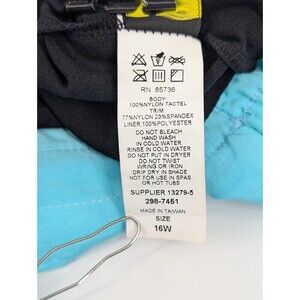 RN 85736
BODY
100%NYLON TACTEL
TRIM
77%NYLON 23%SPANDEX
LINER 100%POLYESTER
DO NOT BLEACH
HAND WASH
IN COLD WATER
RINSE IN COLD WATER
DO NOT PUT IN DRYER
DO NOT TWIST
WRING OR IRON
DRIP DRY IN SHADE
NOT FOR USE IN SPAS
OR HOT TUBS
SUPPLIER 13279-5
298-7451
MADE IN TAIWAN
SIZE
16W